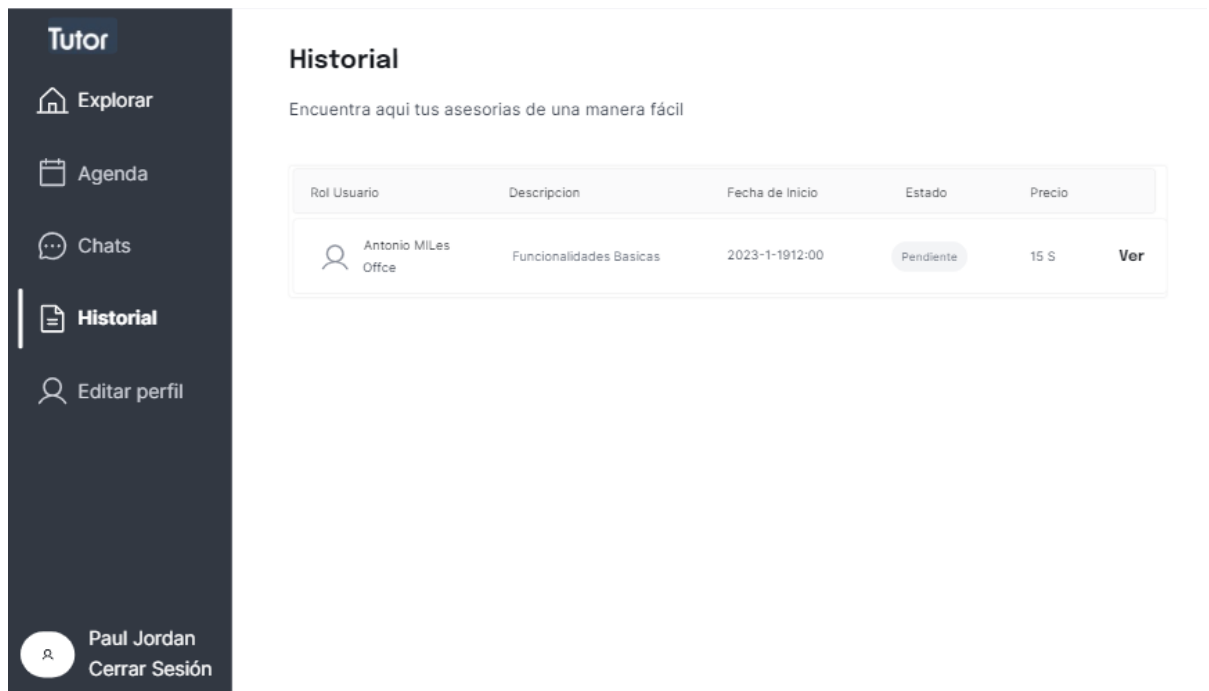 Tutor
Explorar
Agenda
Chats
Historial
Editar perfil
Paul Jordan
Cerrar Sesión
Historial
Encuentra aqui tus asesorias de una manera fácil
Rol Usuario Descripcion Fecha de Inicio Estado Precio
Antonio MILes
Offce
Funcionalidades Basicas 2023-1-1912:00 Pendiente 15 S Ver